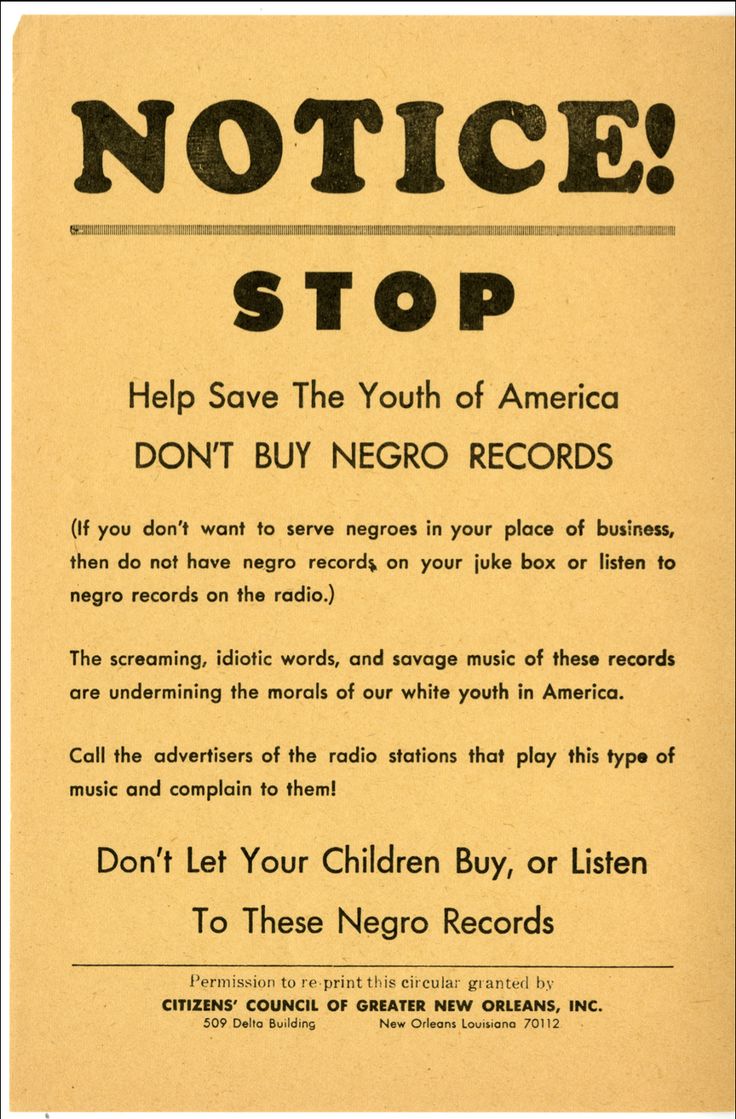 NOTICE!
STOP
Help Save The Youth of America
DON'T BUY NEGRO RECORDS
(If you don't want to serve negroes in your place of business,
then do not have negro records on your juke box or listen to
negro records on the radio.)
The screaming, idiotic words, and savage music of these records
are undermining the morals of our white youth in America.
Call the advertisers of the radio stations that play this type of
music and complain to them!
Don't Let Your Children Buy, or Listen
To These Negro Records
Permission to re-print this circular granted by
CITIZENS' COUNCIL OF GREATER NEW ORLEANS, INC.
509 Delta Building New Orleans Louisiana 70112